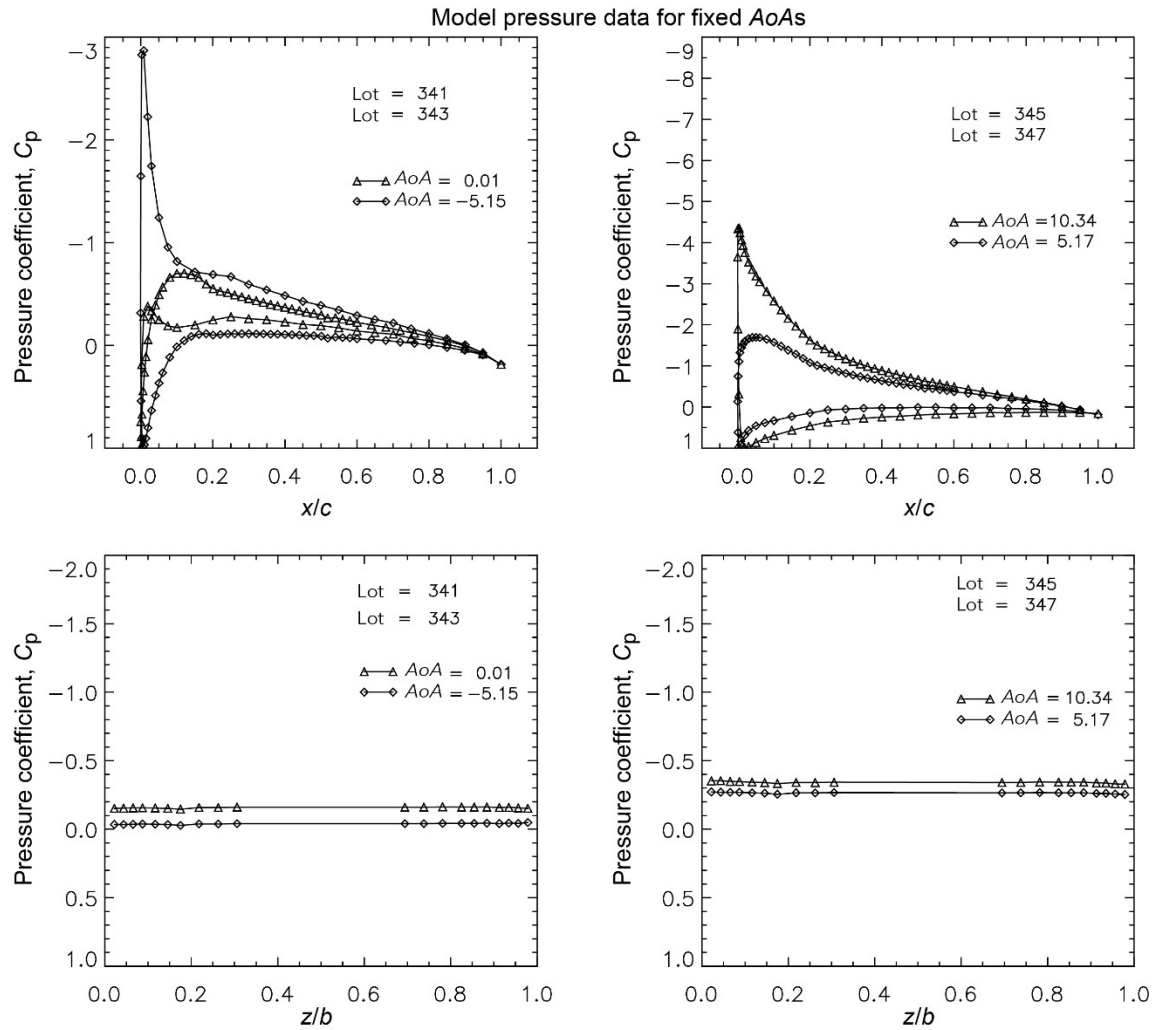 Model pressure data for fixed AoAs
Pressure coefficient, Cp
−3
−2
−1
0
1
Lot = 341
Lot = 343
AoA = 0.01
AoA = −5.15
0.0 0.2 0.4 0.6 0.8 1.0
x/c
Pressure coefficient, Cp
−9
−8
−7
−6
−5
−4
−3
−2
−1
0
1
Lot = 345
Lot = 347
AoA = 10.34
AoA = 5.17
0.0 0.2 0.4 0.6 0.8 1.0
x/c
Pressure coefficient, Cp
−2.0
−1.5
−1.0
−0.5
0.0
0.5
1.0
Lot = 341
Lot = 343
AoA = 0.01
AoA = −5.15
0.0 0.2 0.4 0.6 0.8 1.0
z/b
Pressure coefficient, Cp
−2.0
−1.5
−1.0
−0.5
0.0
0.5
1.0
Lot = 345
Lot = 347
AoA = 10.34
AoA = 5.17
0.0 0.2 0.4 0.6 0.8 1.0
z/b